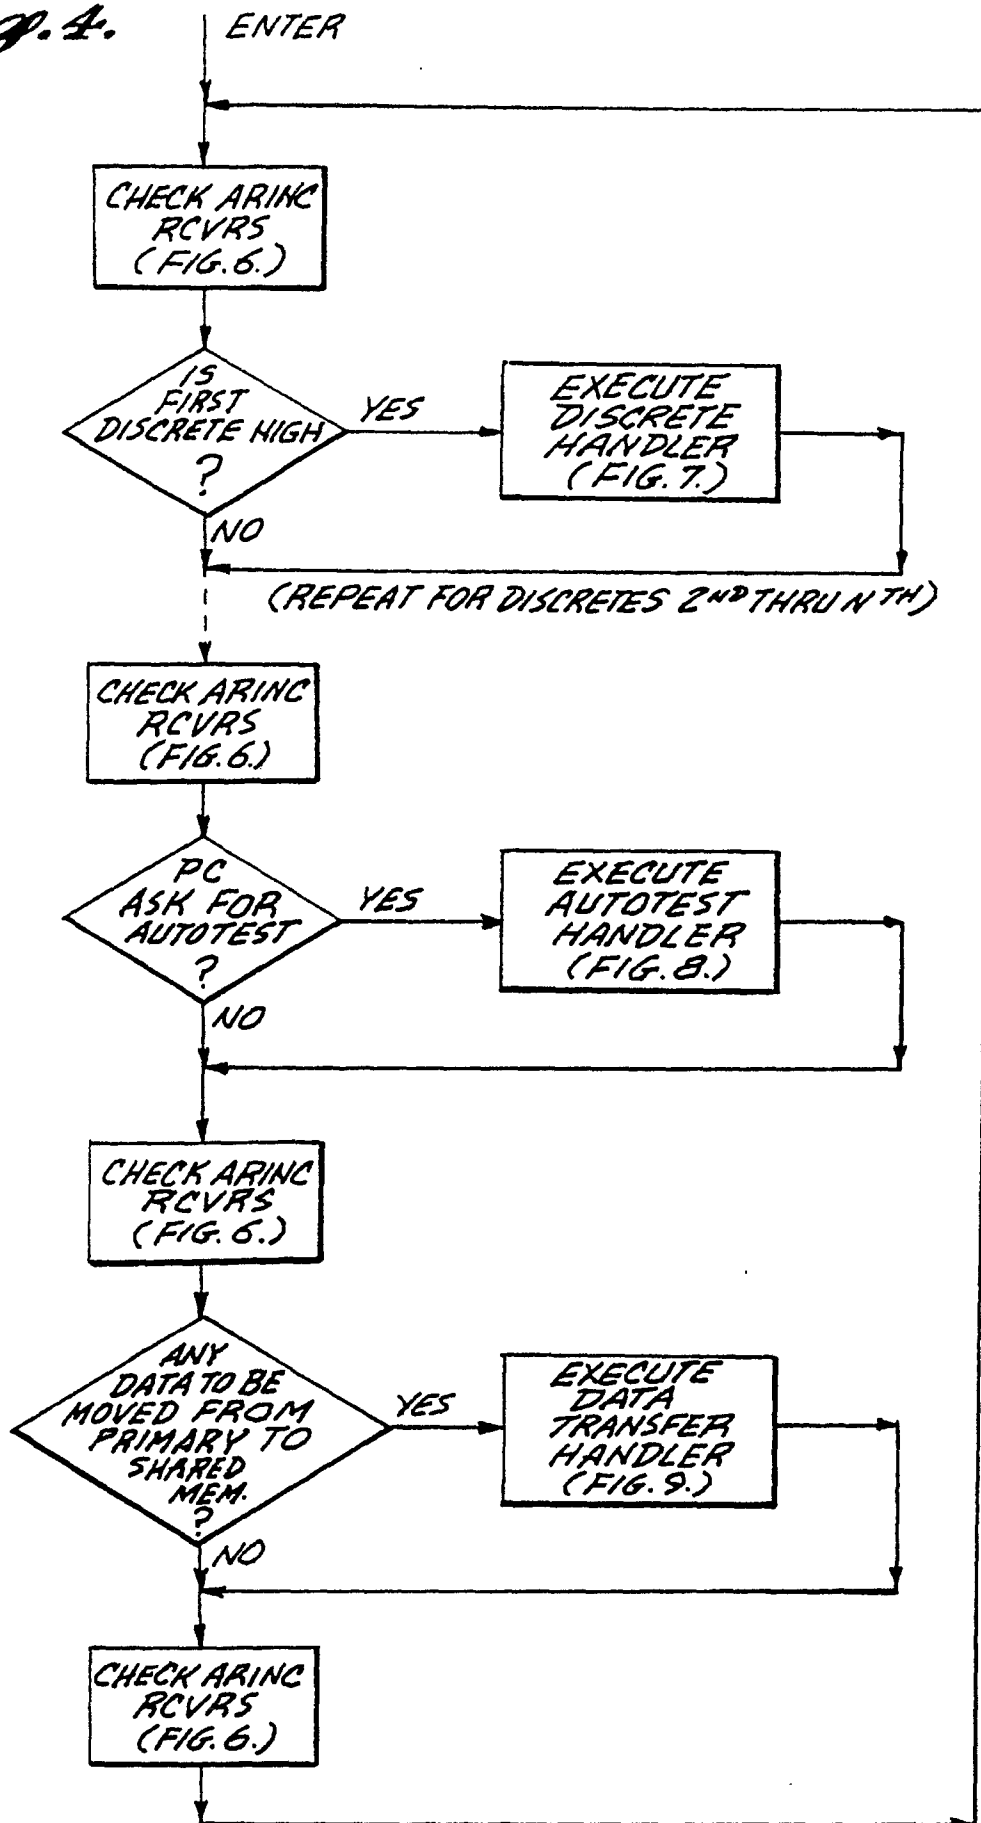 g. 4.
ENTER
CHECK ARINC
RCVRS
(FIG. 6.)
IS
FIRST
DISCRETE HIGH
?
YES
EXECUTE
DISCRETE
HANDLER
(FIG. 7.)
NO
(REPEAT FOR DISCRETES 2ND THRU NTH)
CHECK ARINC
RCVRS
(FIG. 6.)
PC
ASK FOR
AUTOTEST
?
YES
EXECUTE
AUTOTEST
HANDLER
(FIG. 8.)
NO
CHECK ARINC
RCVRS
(FIG. 6.)
ANY
DATA TO BE
MOVED FROM
PRIMARY TO
SHARED
MEM.
?
YES
EXECUTE
DATA
TRANSFER
HANDLER
(FIG. 9.)
NO
CHECK ARINC
RCVRS
(FIG. 6.)